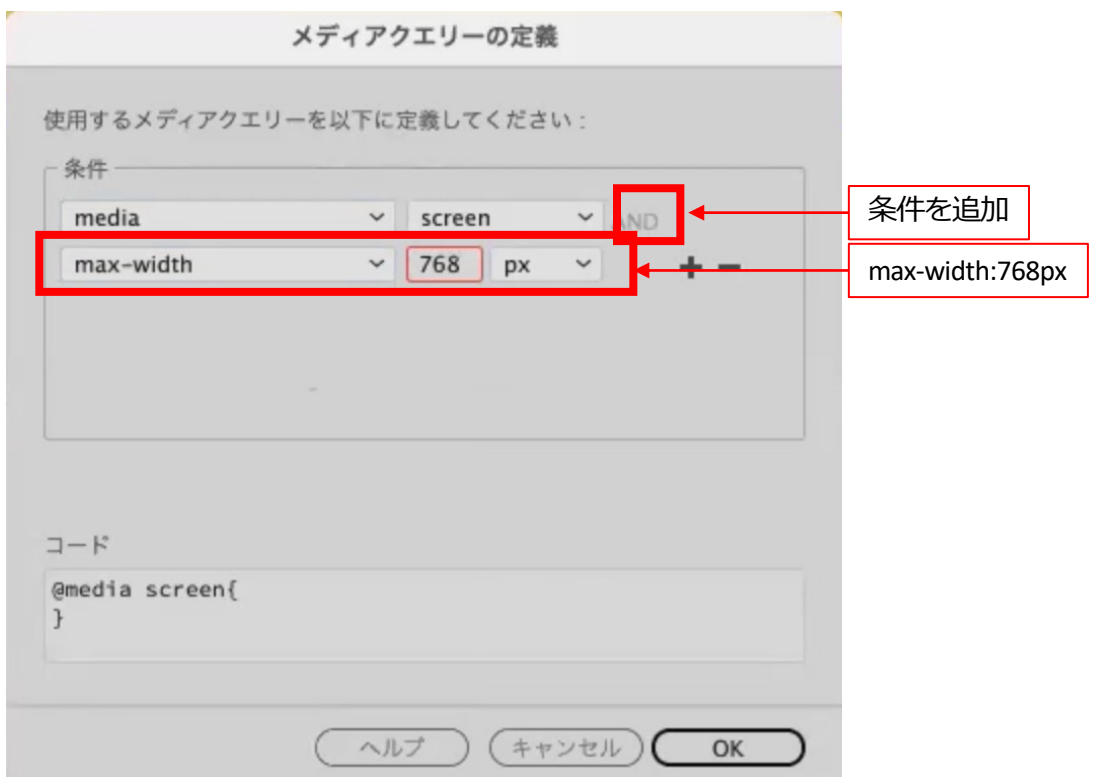 メディアクエリーの定義
使用するメディアクエリーを以下に定義してください :
条件
media screen AND
条件を追加
max-width 768 px + −
max-width:768px
コード
@media screen{
}
ヘルプ キャンセル OK